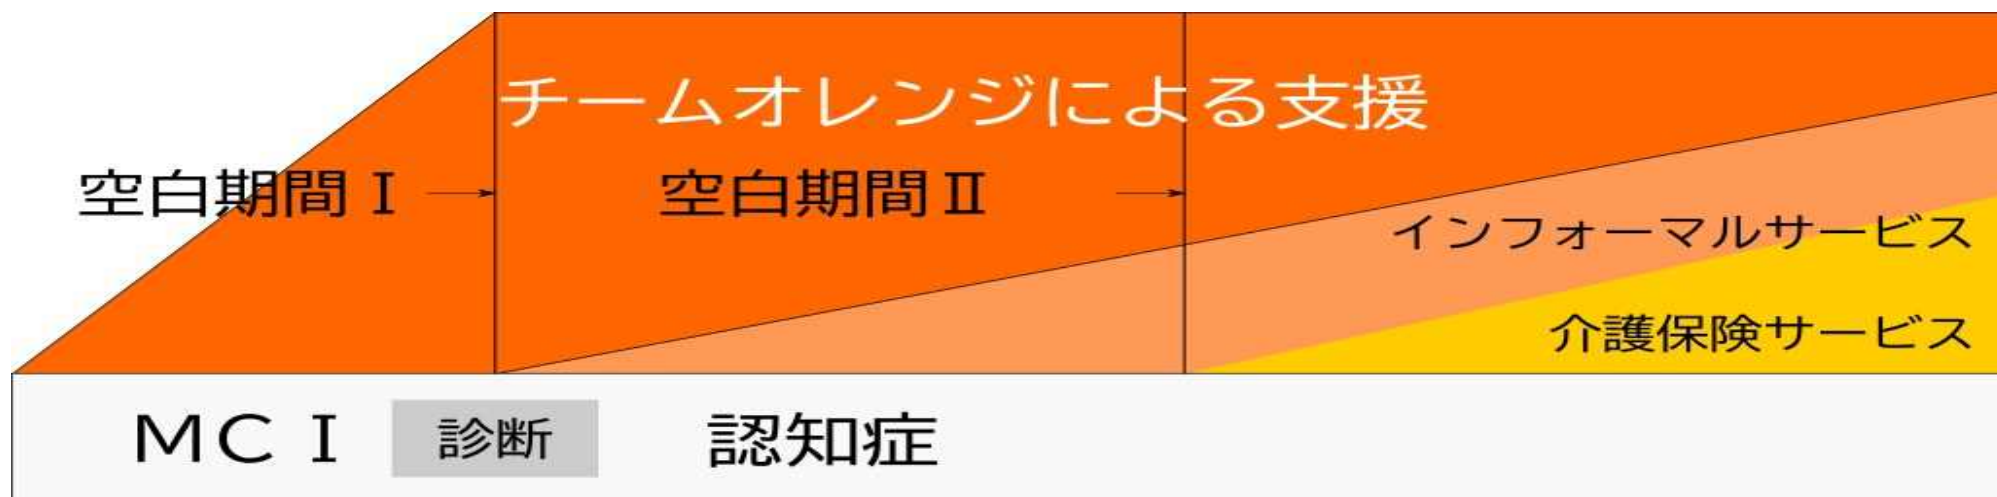 チームオレンジによる支援
空白期間Ⅰ
空白期間Ⅱ
インフォーマルサービス
介護保険サービス
ＭＣＩ
診断
認知症